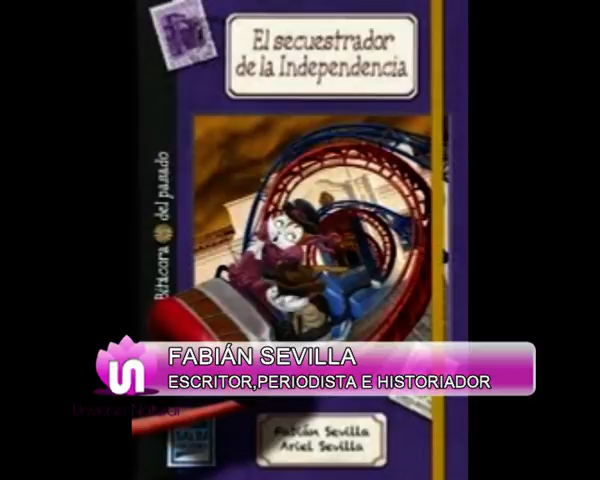 El secuestrador
de la Independencia
Bitácora del pasado
FABIÁN SEVILLA
ESCRITOR,PERIODISTA E HISTORIADOR
Fabián Sevilla
Ariel Sevilla